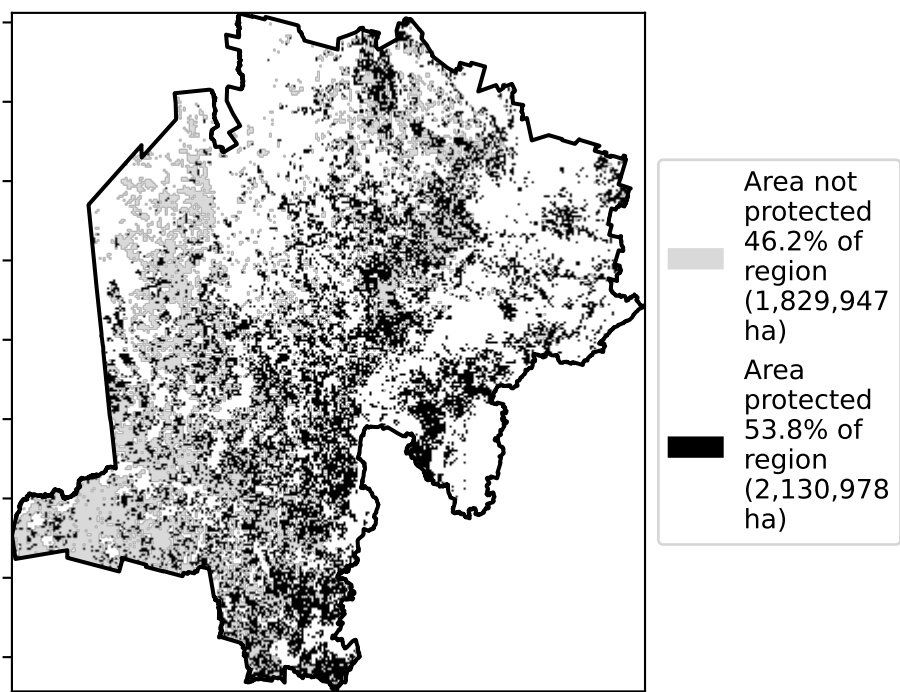 Area not
protected
46.2% of
region
(1,829,947
ha)
Area
protected
53.8% of
region
(2,130,978
ha)